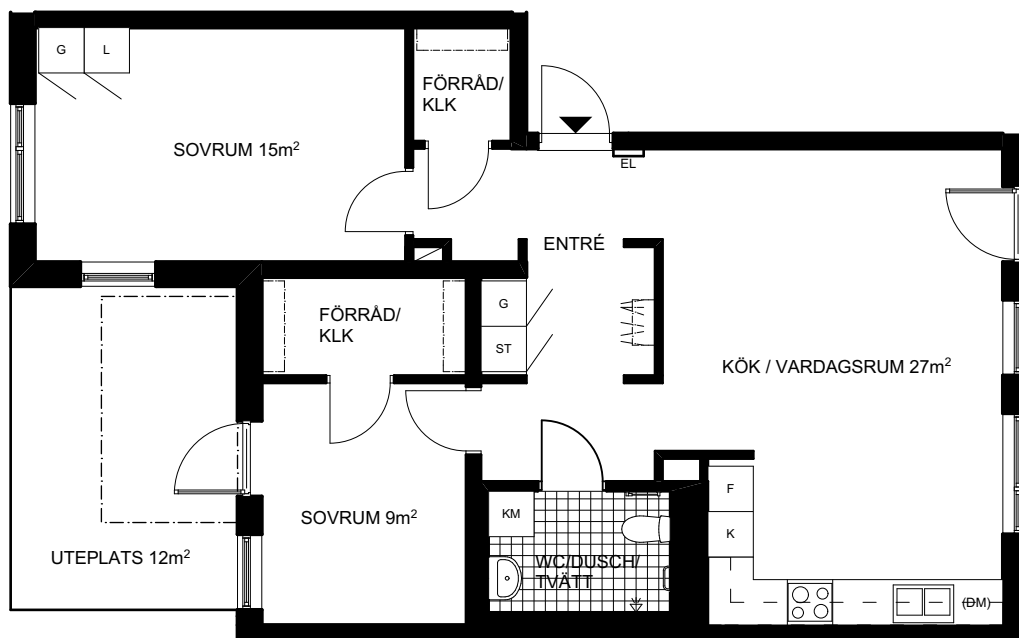 G
L
FÖRRÅD/
KLK
SOVRUM 15m²
EL
ENTRÉ
FÖRRÅD/
KLK
G
ST
KÖK / VARDAGSRUM 27m²
F
K
KM
SOVRUM 9m²
UTEPLATS 12m²
WC/DUSCH/
TVÄTT
(DM)